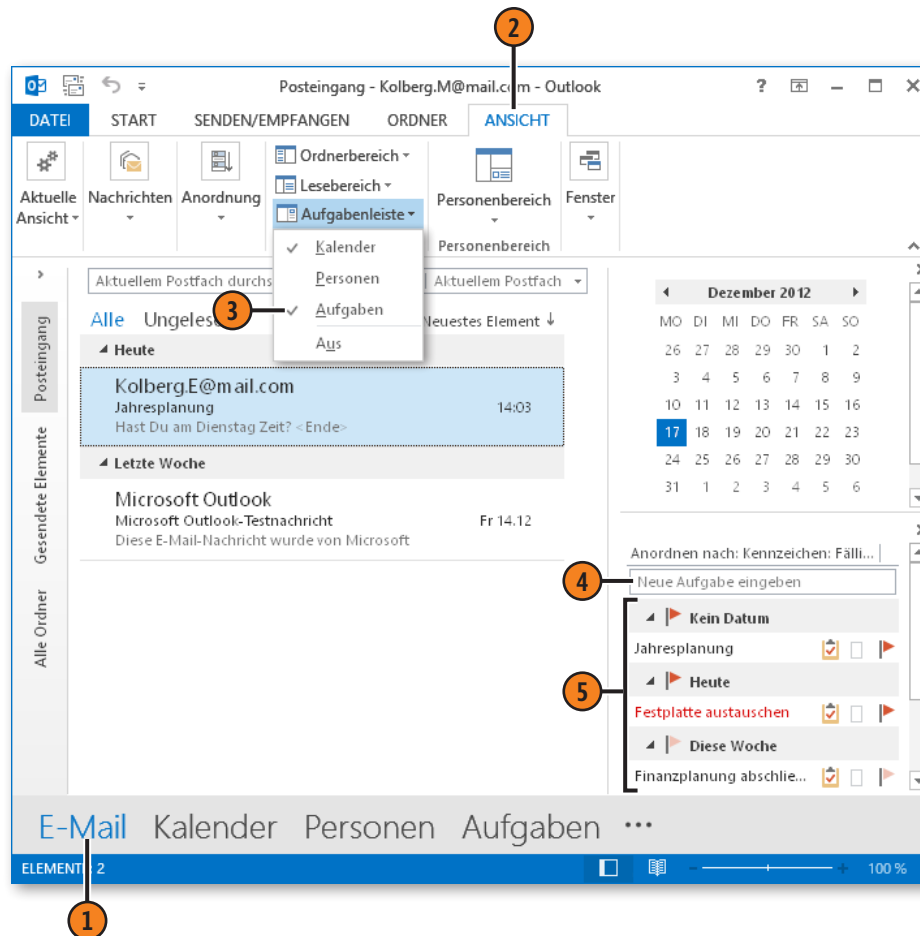 2
Posteingang - Kolberg.M@mail.com - Outlook
DATEI START SENDEN/EMPFANGEN ORDNER ANSICHT
Aktuelle Ansicht
Nachrichten
Anordnung
Ordnerbereich
Lesebereich
Aufgabenleiste
Personenbereich
Fenster
Personenbereich
Kalender
Personen
Aufgaben
Aus
3
Aktuellem Postfach durchs
Aktuellem Postfach
Alle Ungelese
Neuestes Element ↓
Heute
Kolberg.E@mail.com
Jahresplanung 14:03
Hast Du am Dienstag Zeit? <Ende>
Letzte Woche
Microsoft Outlook
Microsoft Outlook-Testnachricht Fr 14.12
Diese E-Mail-Nachricht wurde von Microsoft
Posteingang
Gesendete Elemente
Alle Ordner
Dezember 2012
MO DI MI DO FR SA SO
26 27 28 29 30 1 2
3 4 5 6 7 8 9
10 11 12 13 14 15 16
17 18 19 20 21 22 23
24 25 26 27 28 29 30
31 1 2 3 4 5 6
Anordnen nach: Kennzeichen: Fälli...
4
Neue Aufgabe eingeben
Kein Datum
Jahresplanung
5
Heute
Festplatte austauschen
Diese Woche
Finanzplanung abschlie...
E-Mail Kalender Personen Aufgaben ...
ELEMENTE: 2
100 %
1